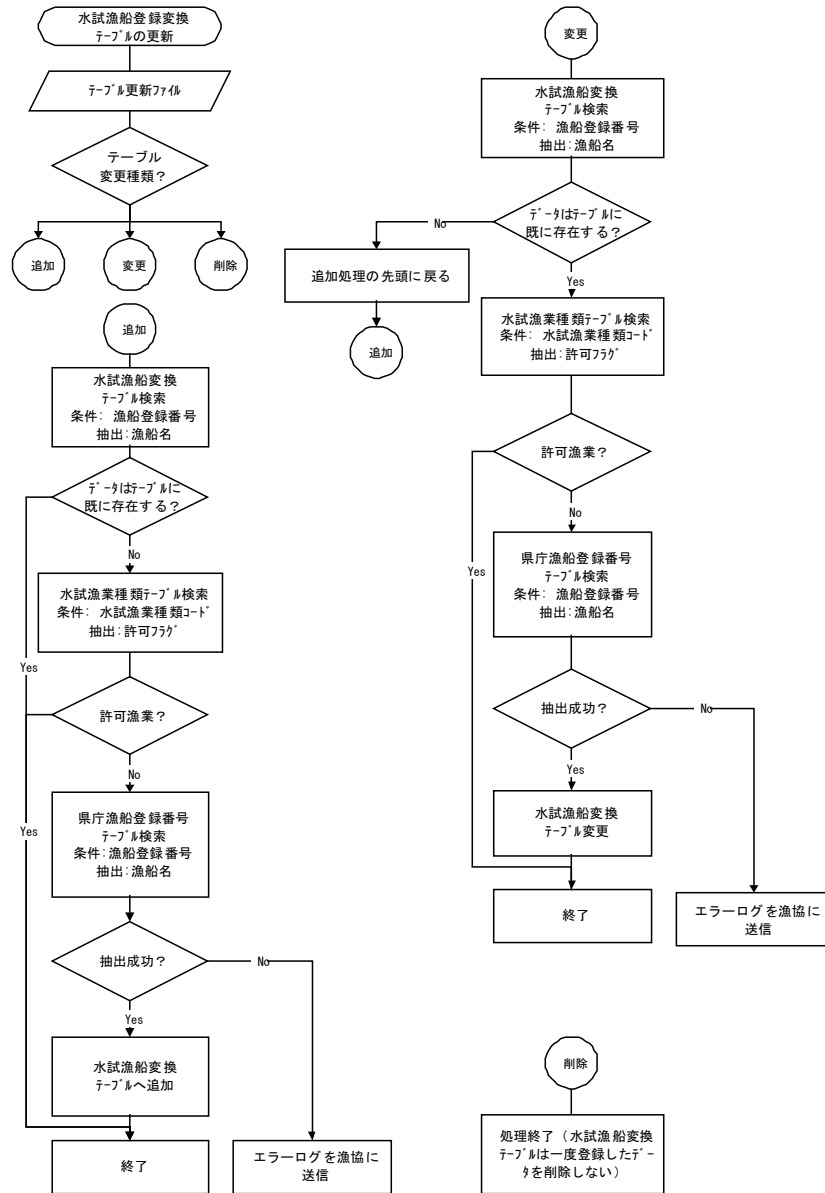 水試漁船登録変換
ﾃｰﾌﾞﾙの更新
ﾃｰﾌﾞﾙ更新ﾌｧｲﾙ
テーブル
変更種類？
追加
変更
削除
追加
水試漁船変換
ﾃｰﾌﾞﾙ検索
条件: 漁船登録番号
抽出:漁船名
ﾃﾞｰﾀはﾃｰﾌﾞﾙに
既に存在する？
No
Yes
水試漁業種類ﾃｰﾌﾞﾙ検索
条件: 水試漁業種類ｺｰﾄﾞ
抽出:許可ﾌﾗｸﾞ
許可漁業？
No
Yes
県庁漁船登録番号
ﾃｰﾌﾞﾙ検索
条件:漁船登録番号
抽出:漁船名
抽出成功？
No
Yes
水試漁船変換
ﾃｰﾌﾞﾙへ追加
終了
エラーログを漁協に
送信
変更
水試漁船変換
ﾃｰﾌﾞﾙ検索
条件: 漁船登録番号
抽出:漁船名
ﾃﾞｰﾀはﾃｰﾌﾞﾙに
既に存在する？
No
Yes
追加処理の先頭に戻る
追加
水試漁業種類ﾃｰﾌﾞﾙ検索
条件: 水試漁業種類ｺｰﾄﾞ
抽出:許可ﾌﾗｸﾞ
許可漁業？
No
Yes
県庁漁船登録番号
ﾃｰﾌﾞﾙ検索
条件: 漁船登録番号
抽出:漁船名
抽出成功？
No
Yes
水試漁船変換
ﾃｰﾌﾞﾙ変更
終了
エラーログを漁協に
送信
削除
処理終了（水試漁船変換
テーブルは一度登録したデー
タを削除しない）